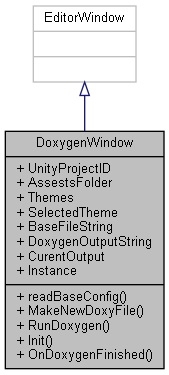 EditorWindow
DoxygenWindow
+ UnityProjectID
+ AssestsFolder
+ Themes
+ SelectedTheme
+ BaseFileString
+ DoxygenOutputString
+ CurentOutput
+ Instance
+ readBaseConfig()
+ MakeNewDoxyFile()
+ RunDoxygen()
+ Init()
+ OnDoxygenFinished()